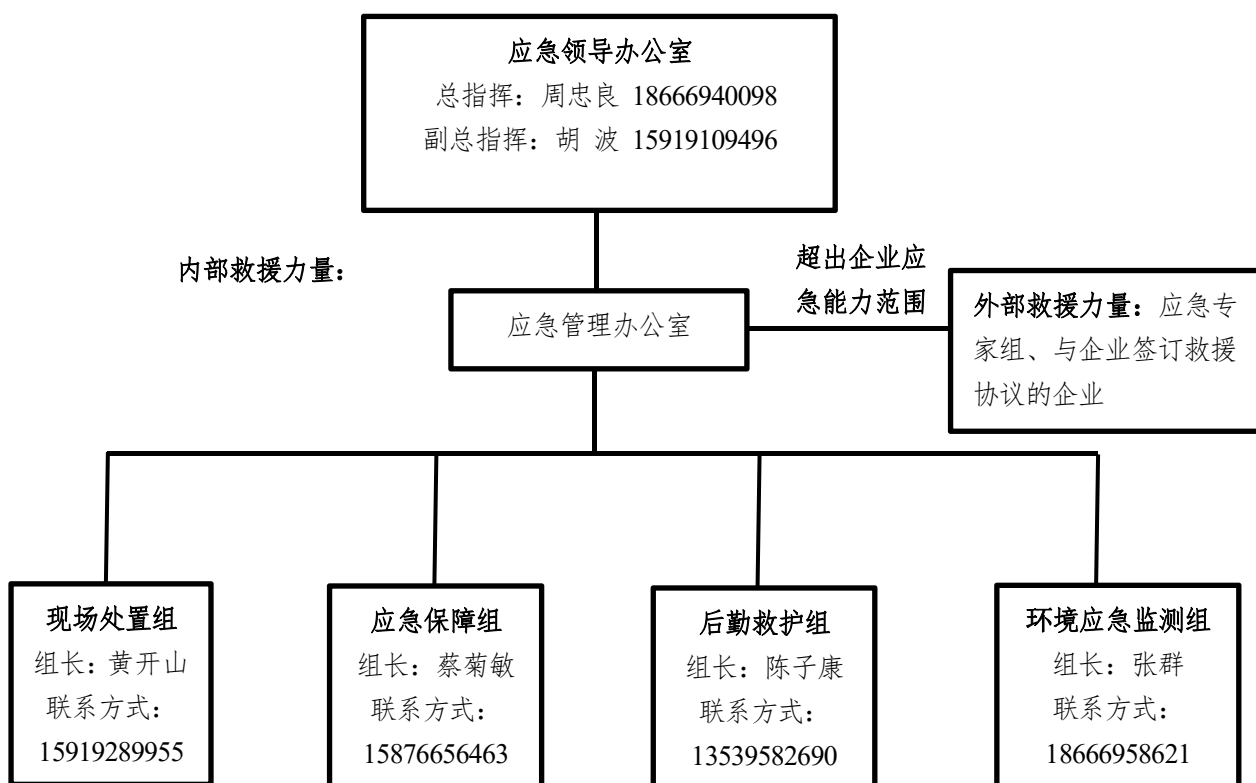 应急领导办公室
总指挥：周忠良 18666940098
副总指挥：胡 波 15919109496
内部救援力量：
超出企业应
急能力范围
应急管理办公室
外部救援力量：应急专
家组、与企业签订救援
协议的企业
现场处置组
组长：黄开山
联系方式：
15919289955
应急保障组
组长：蔡菊敏
联系方式：
15876656463
后勤救护组
组长：陈子康
联系方式：
13539582690
环境应急监测组
组长：张群
联系方式：
18666958621